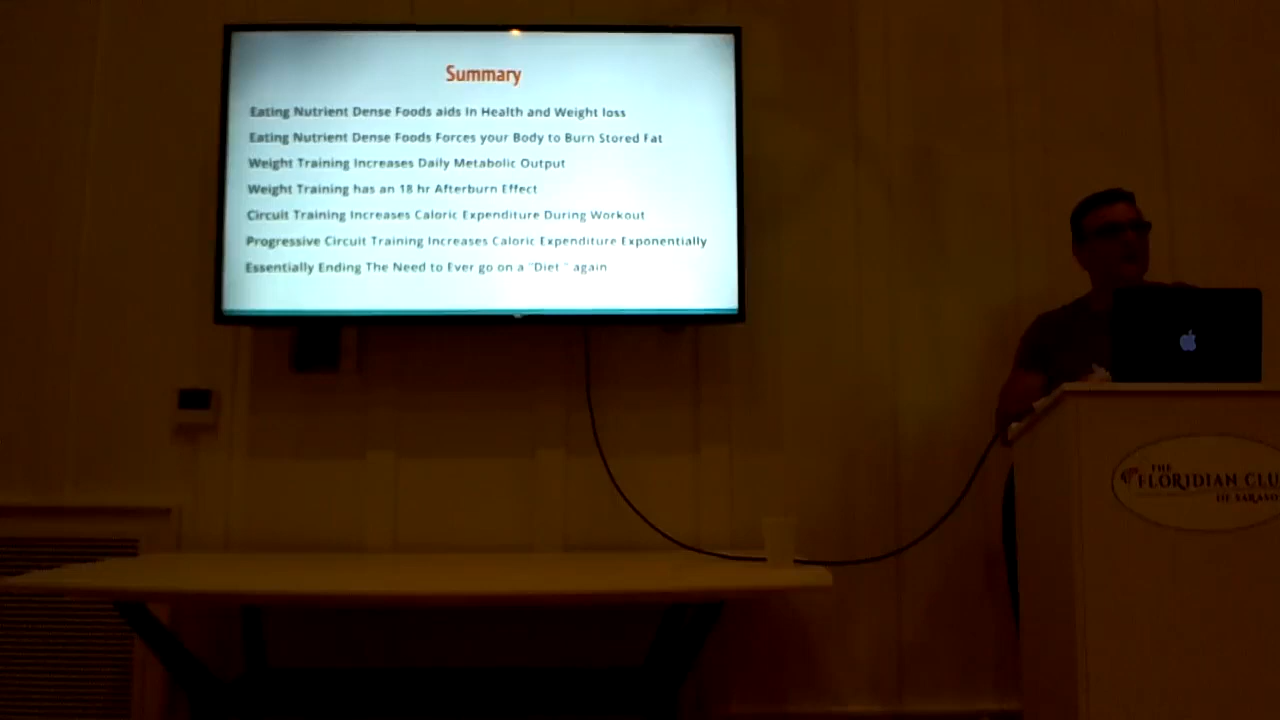 Summary
Eating Nutrient Dense Foods aids in Health and Weight loss
Eating Nutrient Dense Foods Forces your Body to Burn Stored Fat
Weight Training Increases Daily Metabolic Output
Weight Training has an 18 hr Afterburn Effect
Circuit Training Increases Caloric Expenditure During Workout
Progressive Circuit Training Increases Caloric Expenditure Exponentially
Essentially Ending The Need to Ever go on a "Diet " again
THE
FLORIDIAN CLU
OF SARASO